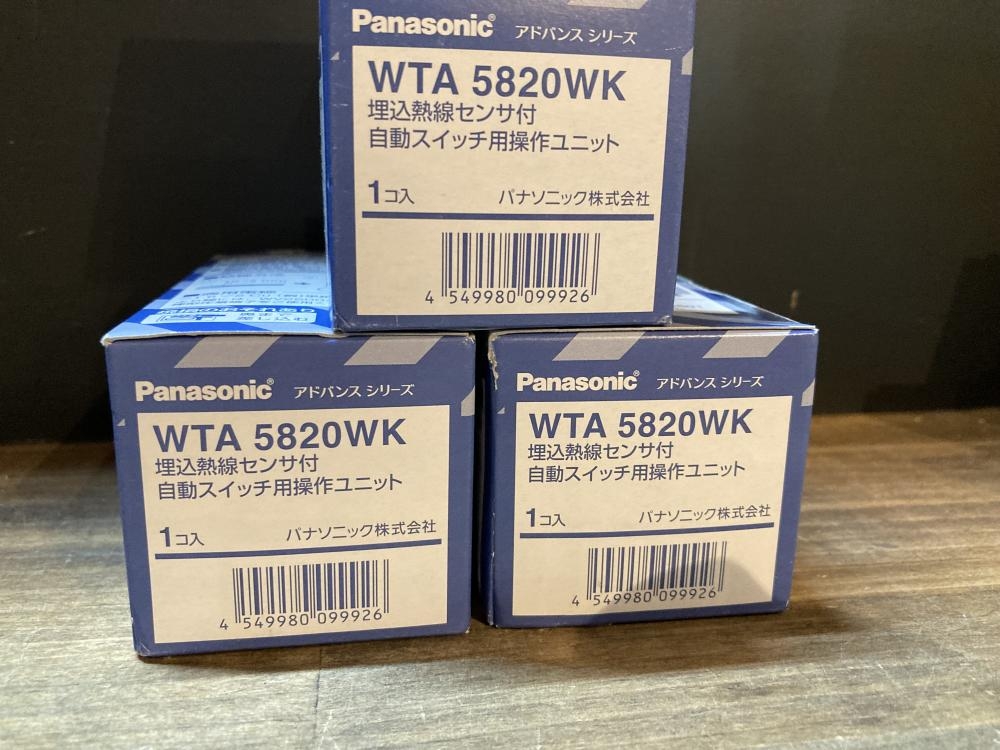 Panasonic® アドバンス シリーズ
WTA 5820WK
埋込熱線センサ付
自動スイッチ用操作ユニット
1コ入 パナソニック株式会社
4 549980 099926
Panasonic® アドバンス シリーズ
WTA 5820WK
埋込熱線センサ付
自動スイッチ用操作ユニット
1コ入 パナソニック株式会社
4 549980 099926
Panasonic® アドバンス シリーズ
WTA 5820WK
埋込熱線センサ付
自動スイッチ用操作ユニット
1コ入 パナソニック株式会社
4 549980 099926